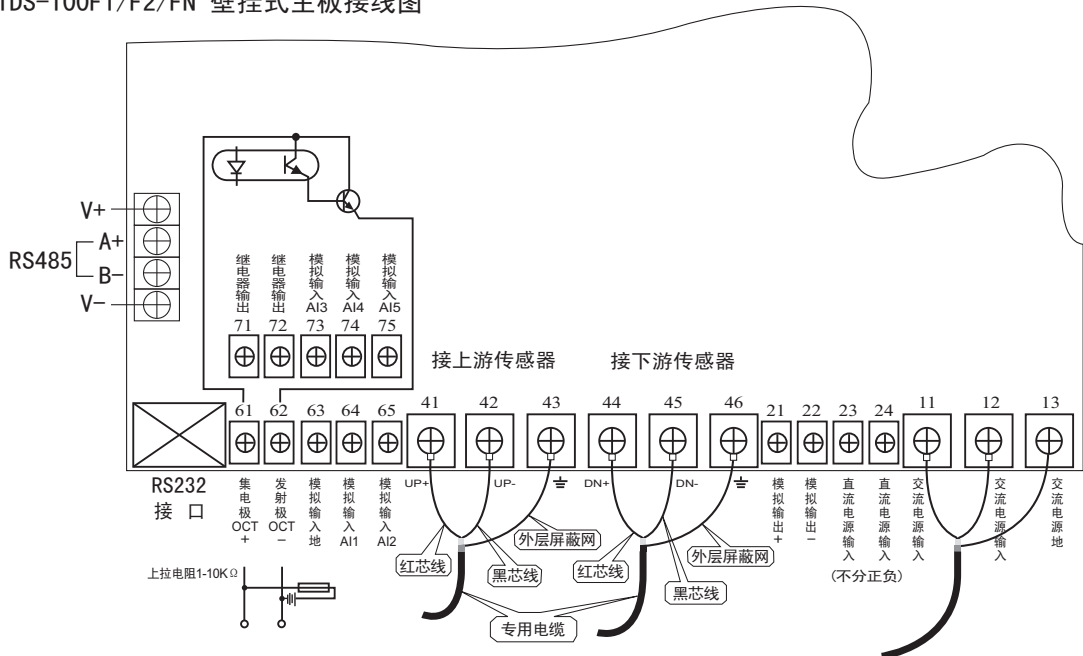 TDS-100F1/F2/FN 壁挂式主板接线图
V+
RS485
A+
B-
V-
继电器输出
继电器输出
模拟输入AI3
模拟输入AI4
模拟输入AI5
71
72
73
74
75
接上游传感器
接下游传感器
61
62
63
64
65
41
42
43
44
45
46
21
22
23
24
11
12
13
RS232
接 口
集电极OCT+
发射极OCT-
模拟输入地
模拟输入AI1
模拟输入AI2
UP+
UP-
DN+
DN-
模拟输出+
模拟输出-
直流电源输入
直流电源输入
(不分正负)
交流电源输入
交流电源输入
交流电源地
红芯线
黑芯线
外层屏蔽网
红芯线
黑芯线
外层屏蔽网
专用电缆
上拉电阻1-10KΩ